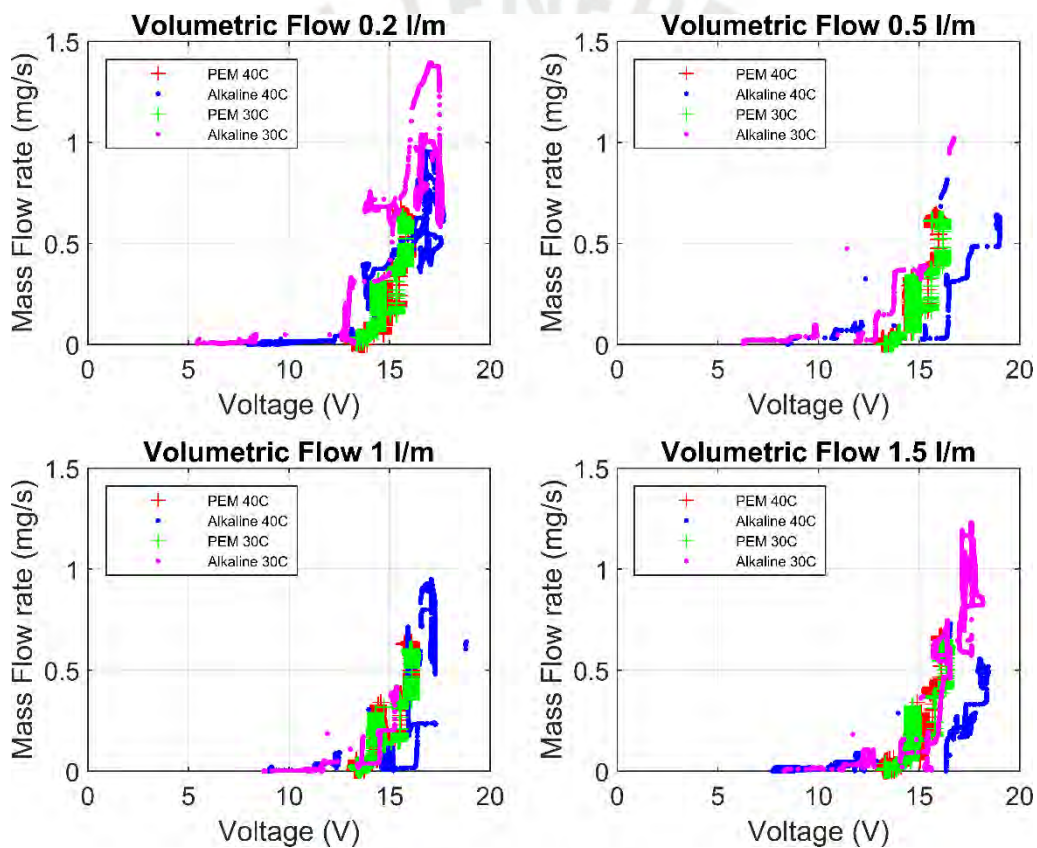 Volumetric Flow 0.2 l/m
Mass Flow rate (mg/s)
1.5
1
0.5
0
PEM 40C
Alkaline 40C
PEM 30C
Alkaline 30C
0 5 10 15 20
Voltage (V)
Volumetric Flow 0.5 l/m
Mass Flow rate (mg/s)
1.5
1
0.5
0
PEM 40C
Alkaline 40C
PEM 30C
Alkaline 30C
0 5 10 15 20
Voltage (V)
Volumetric Flow 1 l/m
Mass Flow rate (mg/s)
1.5
1
0.5
0
PEM 40C
Alkaline 40C
PEM 30C
Alkaline 30C
0 5 10 15 20
Voltage (V)
Volumetric Flow 1.5 l/m
Mass Flow rate (mg/s)
1.5
1
0.5
0
PEM 40C
Alkaline 40C
PEM 30C
Alkaline 30C
0 5 10 15 20
Voltage (V)